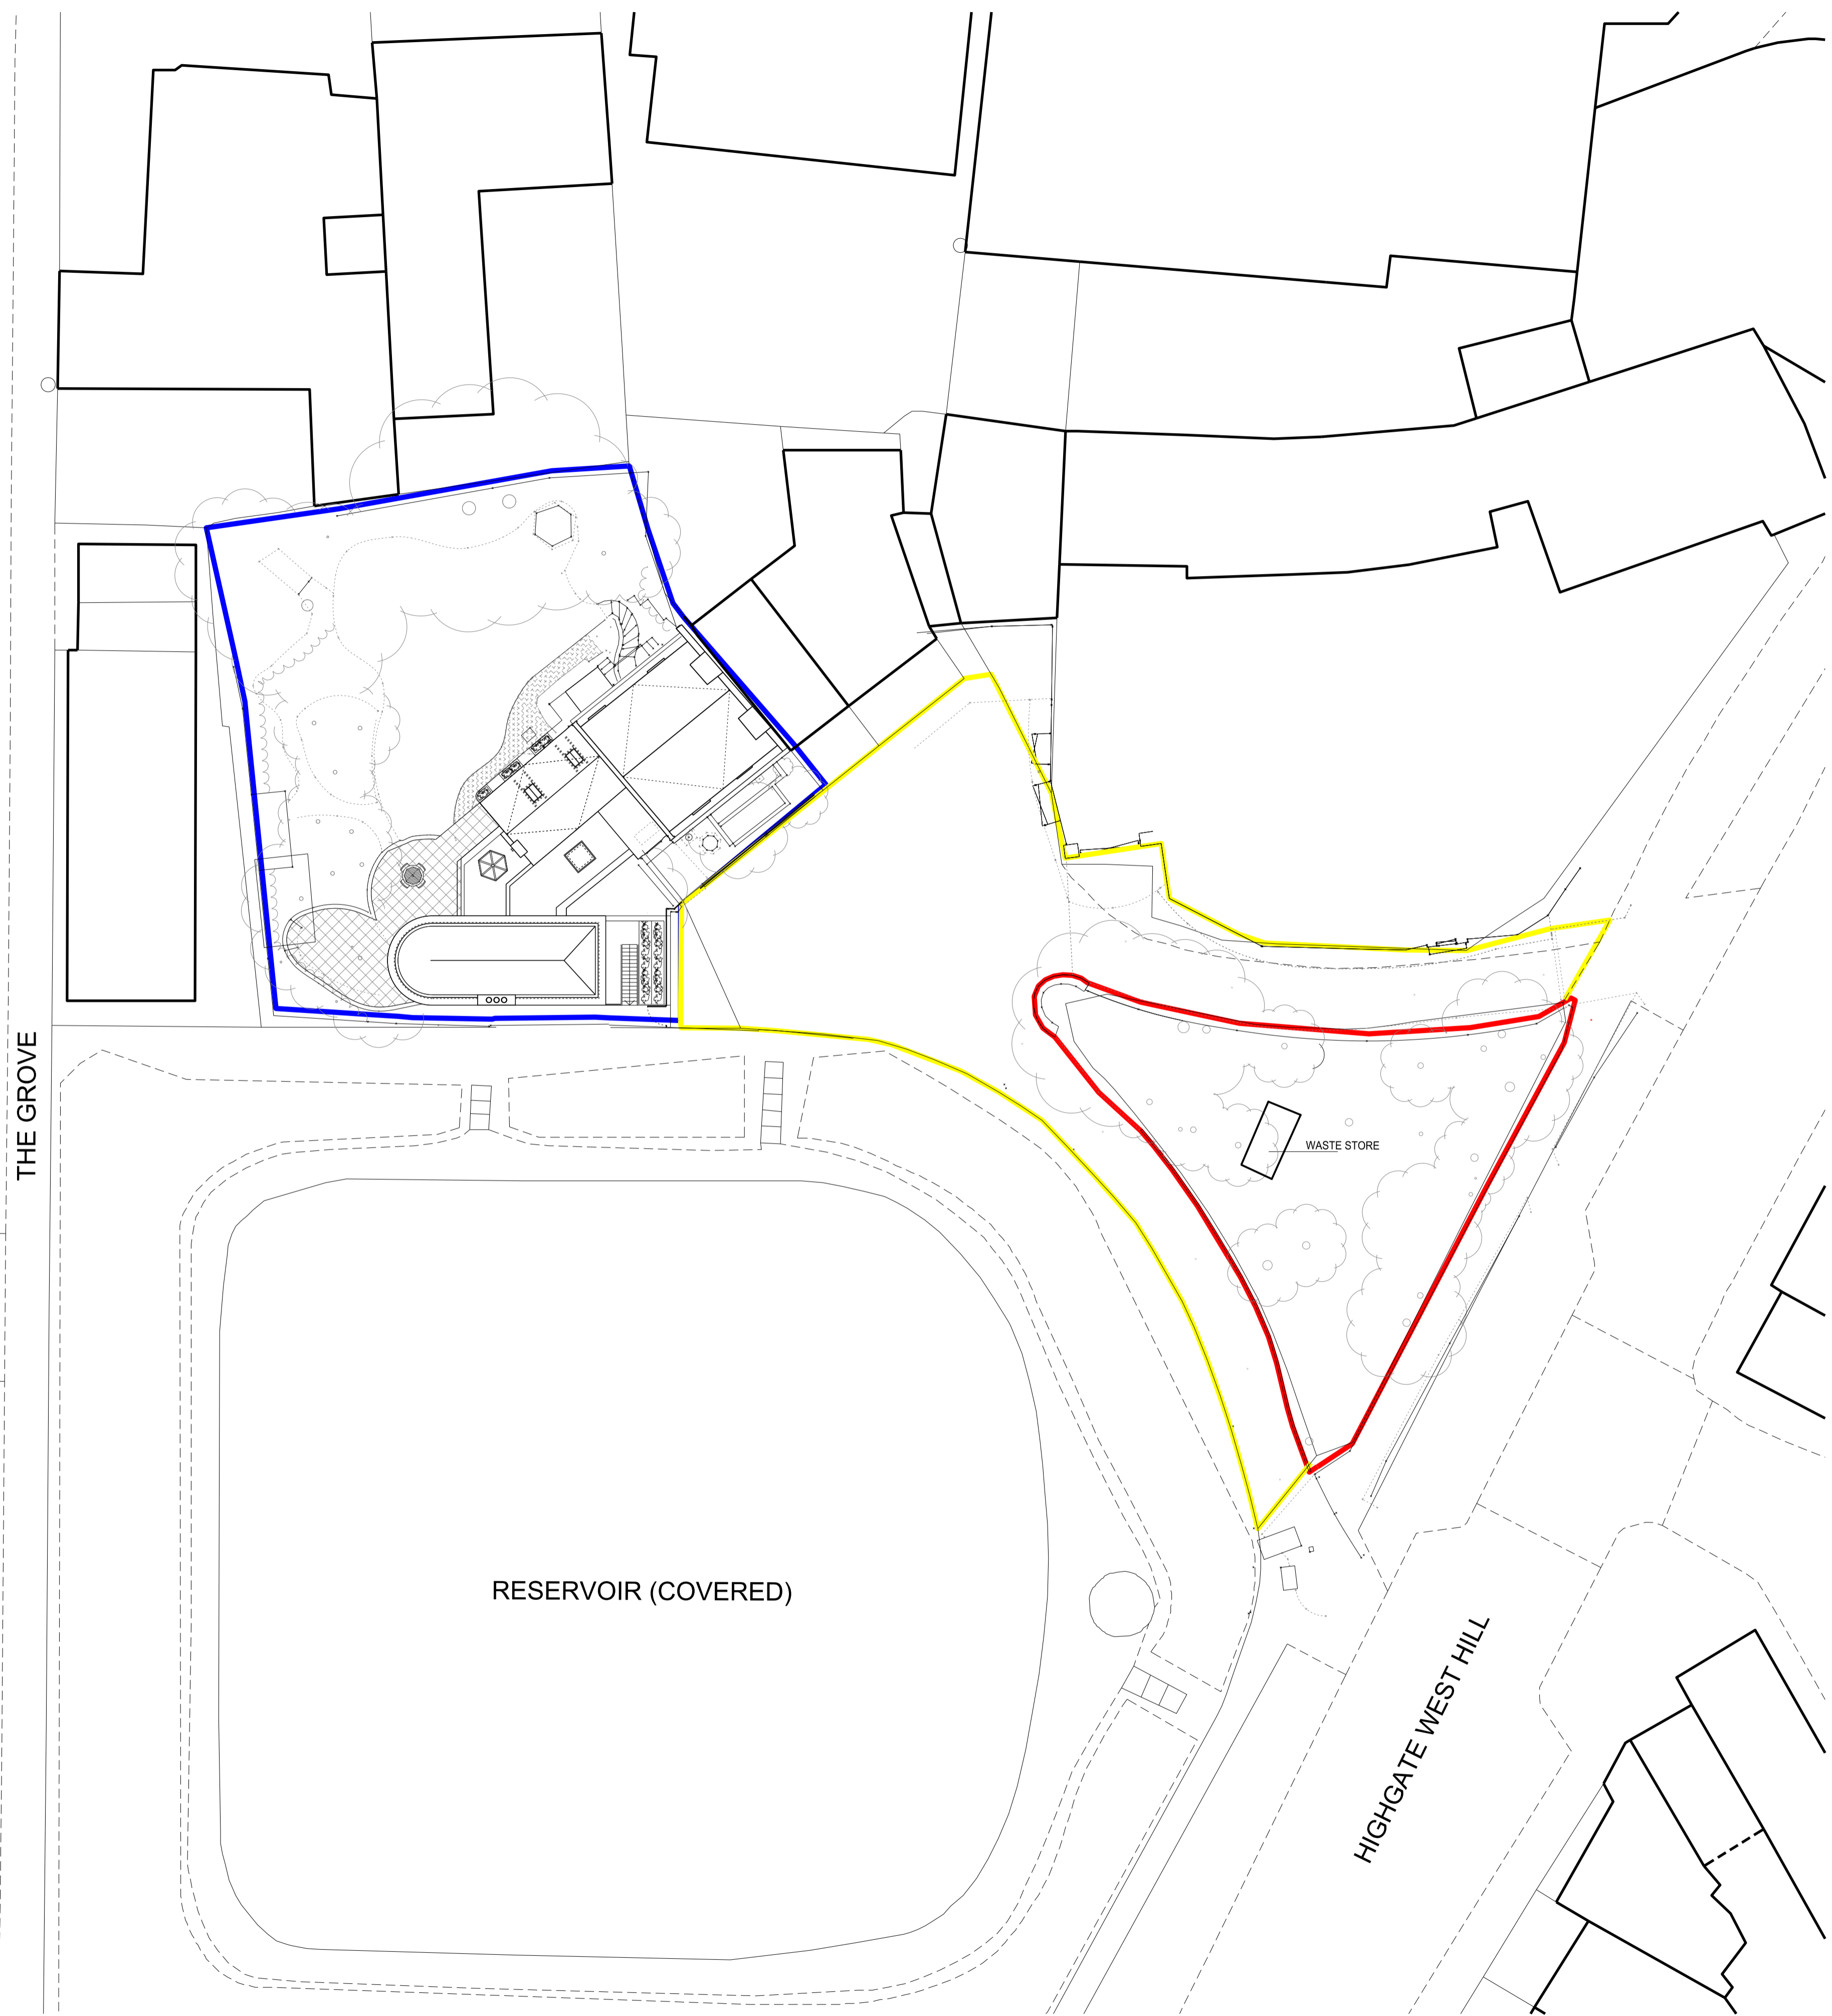 THE GROVE
WASTE STORE
RESERVOIR (COVERED)
HIGHGATE WEST HILL